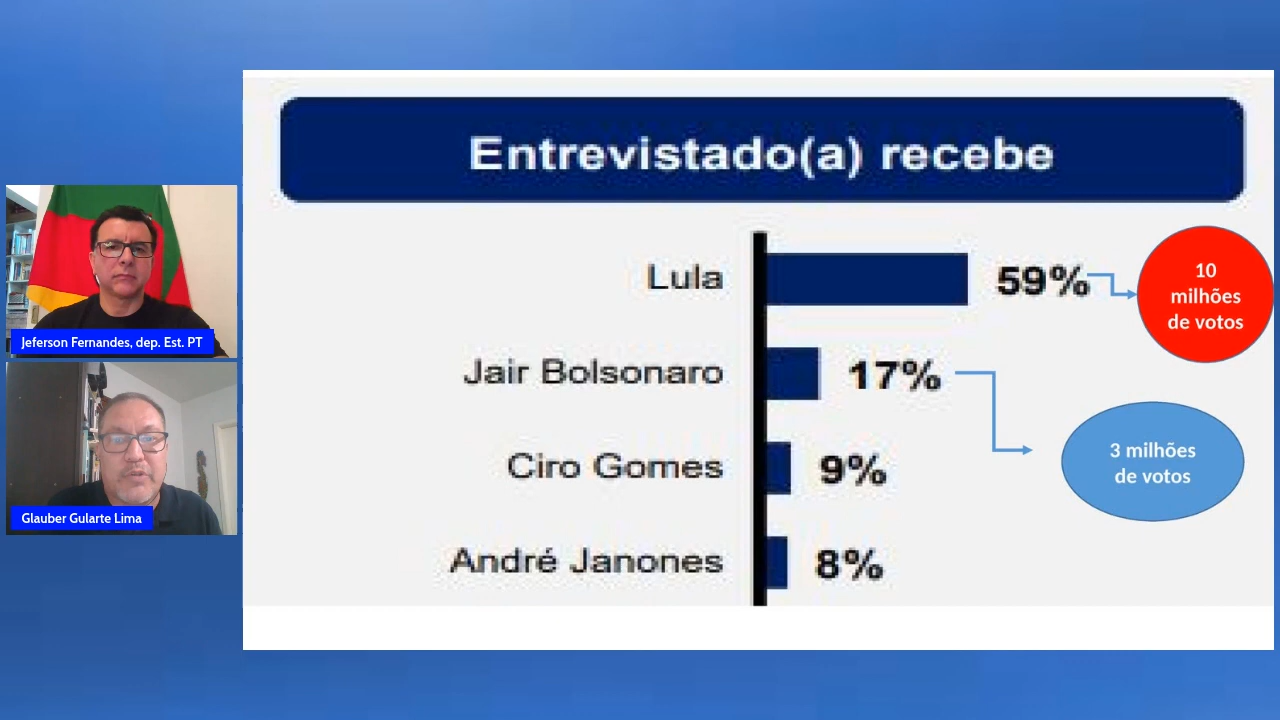 Entrevistado(a) recebe
Lula
59%
10
milhões
de votos
Jair Bolsonaro
17%
3 milhões
de votos
Ciro Gomes
9%
André Janones
8%
Jeferson Fernandes, dep. Est. PT
Glauber Gularte Lima